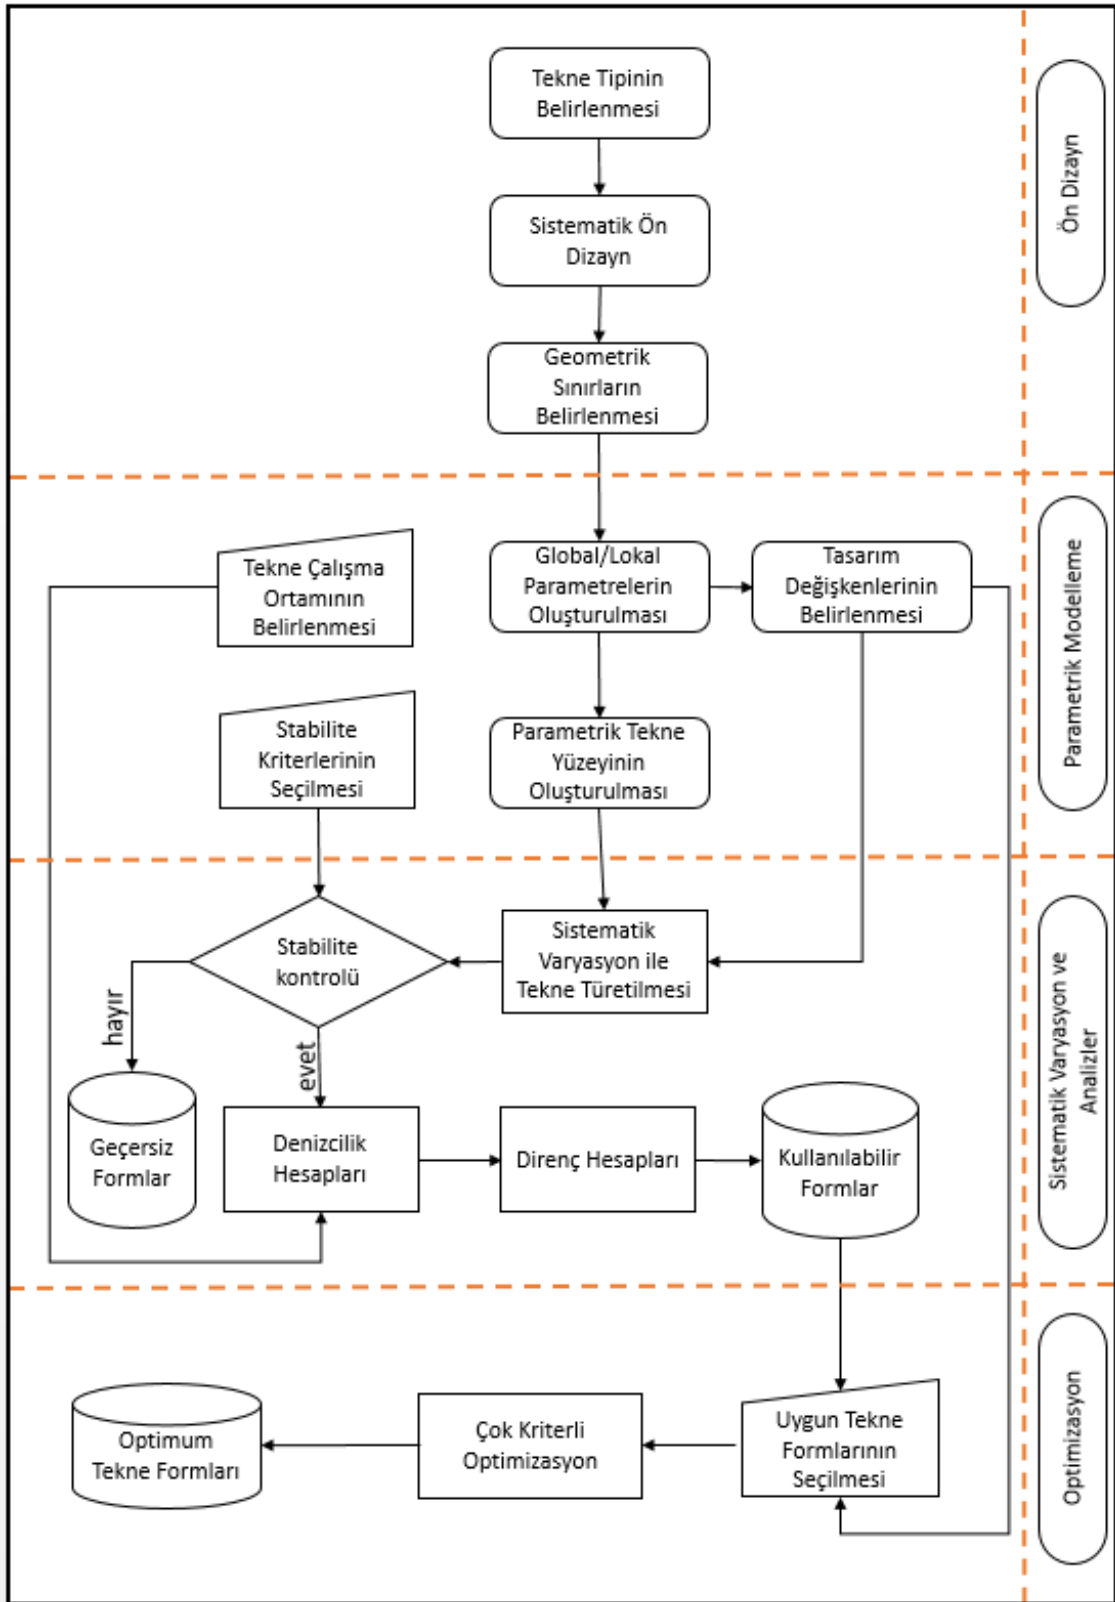 Tekne Tipinin
Belirlenmesi
Sistematik Ön
Dizayn
Geometrik
Sınırların
Belirlenmesi
Ön Dizayn
Tekne Çalışma
Ortamının
Belirlenmesi
Global/Lokal
Parametrelerin
Oluşturulması
Tasarım
Değişkenlerinin
Belirlenmesi
Stabilite
Kriterlerinin
Seçilmesi
Parametrik Tekne
Yüzeyinin
Oluşturulması
Parametrik Modelleme
Stabilite
kontrolü
Sistematik
Varyasyon ile
Tekne Türetilmesi
hayır
evet
Geçersiz
Formlar
Denizcilik
Hesapları
Direnç Hesapları
Kullanılabilir
Formlar
Sistematik Varyasyon ve
Analizler
Optimum
Tekne Formları
Çok Kriterli
Optimizasyon
Uygun Tekne
Formlarının
Seçilmesi
Optimizasyon